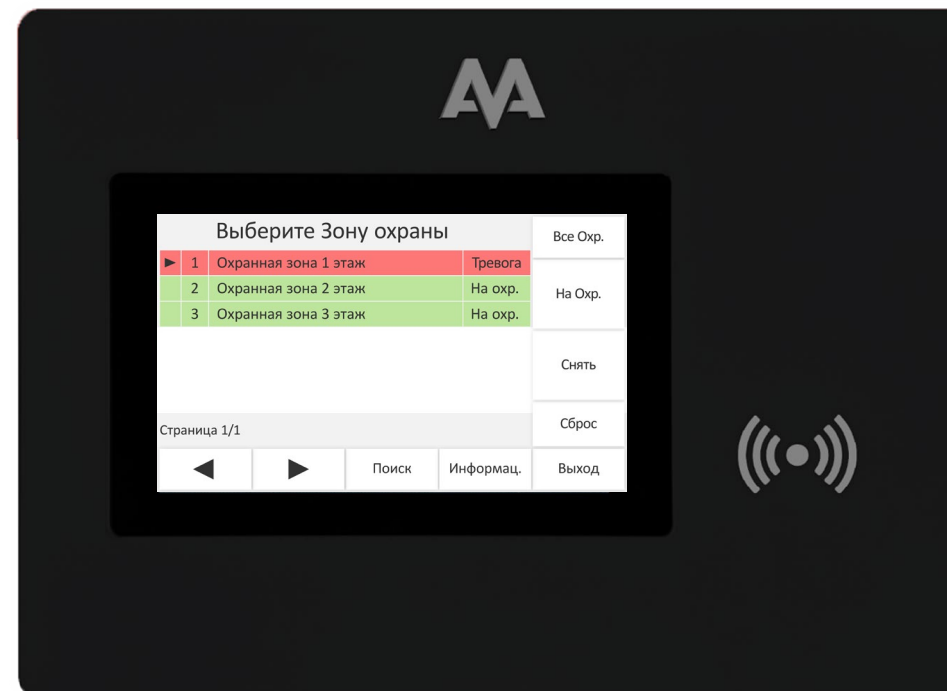 Выберите Зону охраны
Все Охр.
► 1 Охранная зона 1 этаж Тревога
2 Охранная зона 2 этаж На охр.
3 Охранная зона 3 этаж На охр.
На Охр.
Снять
Страница 1/1
Сброс
◄ ► Поиск Информац. Выход